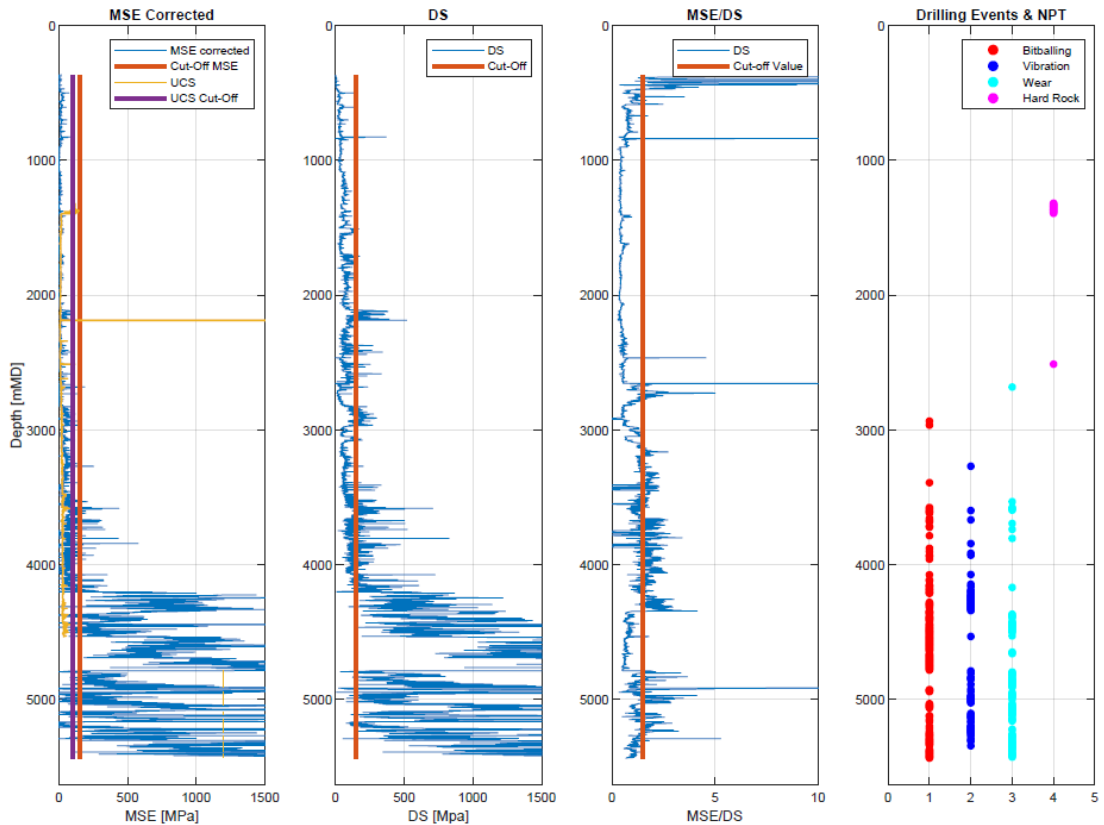 MSE Corrected
MSE corrected
Cut-Off MSE
UCS
UCS Cut-Off
0
1000
2000
3000
4000
5000
Depth [mMD]
0 500 1000 1500
MSE [MPa]
DS
DS
Cut-Off
0
1000
2000
3000
4000
5000
0 500 1000 1500
DS [Mpa]
MSE/DS
DS
Cut-off Value
0
1000
2000
3000
4000
5000
0 5 10
MSE/DS
Drilling Events & NPT
Bitballing
Vibration
Wear
Hard Rock
0
1000
2000
3000
4000
5000
0 1 2 3 4 5